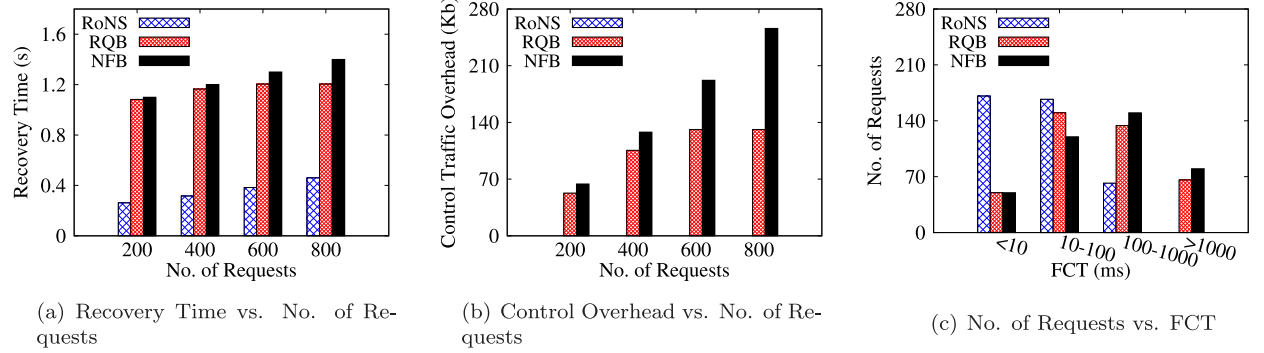 RoNS
RQB
NFB
Recovery Time (s)
1.6
1.2
0.8
0.4
0
200 400 600 800
No. of Requests
(a) Recovery Time vs. No. of Re-
quests
RoNS
RQB
NFB
Control Traffic Overhead (Kb)
280
210
140
70
0
200 400 600 800
No. of Requests
(b) Control Overhead vs. No. of Re-
quests
RoNS
RQB
NFB
No. of Requests
280
210
140
70
0
<10 10-100 100-1000 >1000
FCT (ms)
(c) No. of Requests vs. FCT